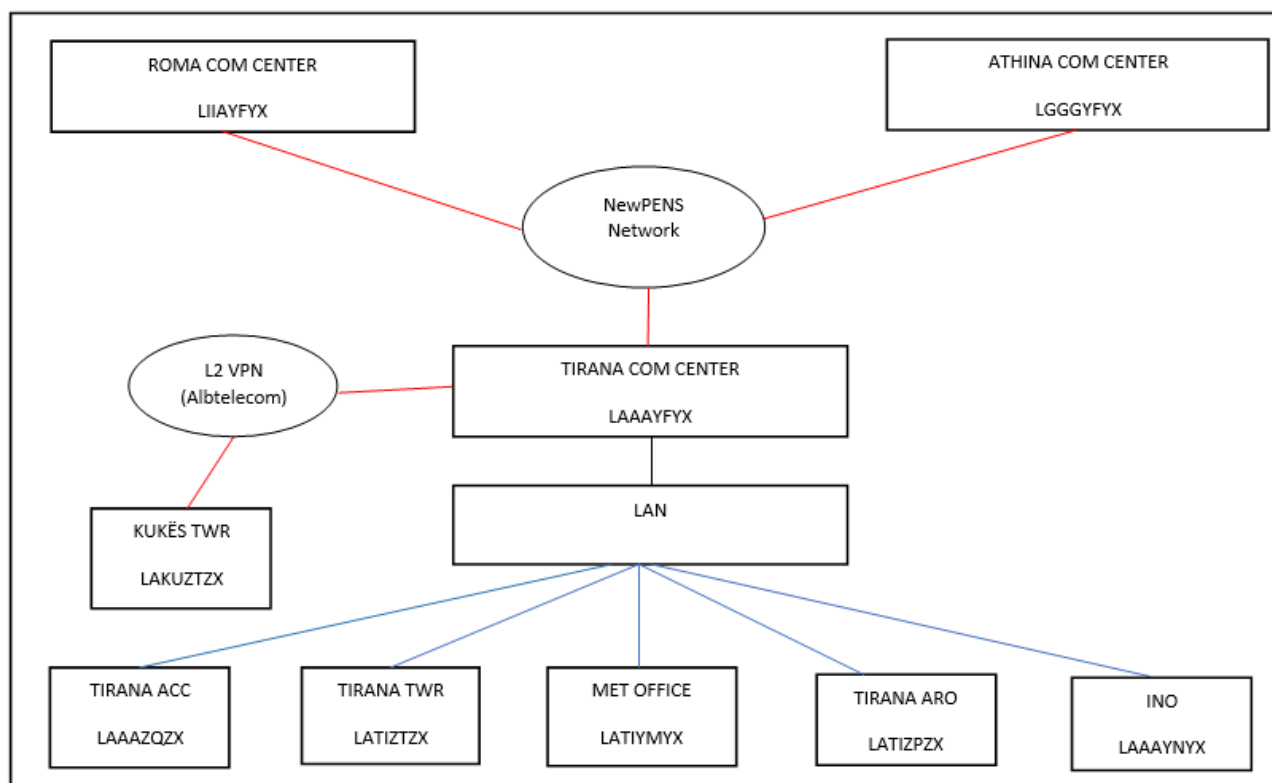 ROMA COM CENTER
LIIAYFYX
ATHINA COM CENTER
LGGGYFYX
NewPENS
Network
L2 VPN
(Albtelecom)
TIRANA COM CENTER
LAAAYFYX
LAN
KUKËS TWR
LAKUZTZX
TIRANA ACC
LAAAZQZX
TIRANA TWR
LATIZTZX
MET OFFICE
LATIYMYX
TIRANA ARO
LATIZPZX
INO
LAAAYNYX